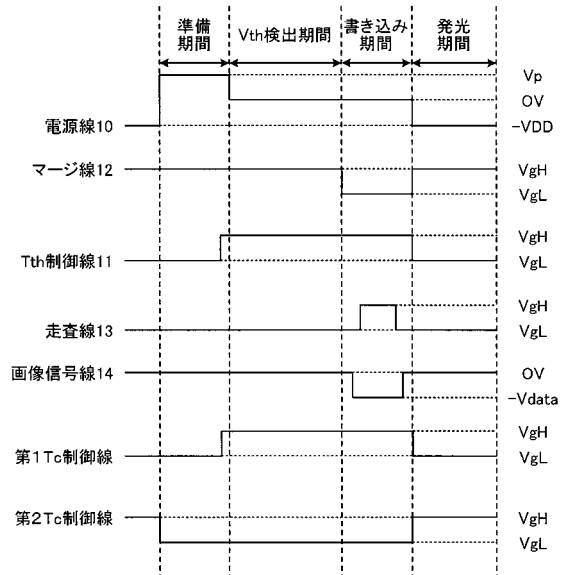 準備
期間
Vth検出期間
書き込み
期間
発光
期間
Vp
0V
電源線10
-VDD
マージ線12
VgH
VgL
VgH
Tth制御線11
VgL
VgH
走査線13
VgL
画像信号線14
0V
-Vdata
VgH
第1Tc制御線
VgL
第2Tc制御線
VgH
VgL